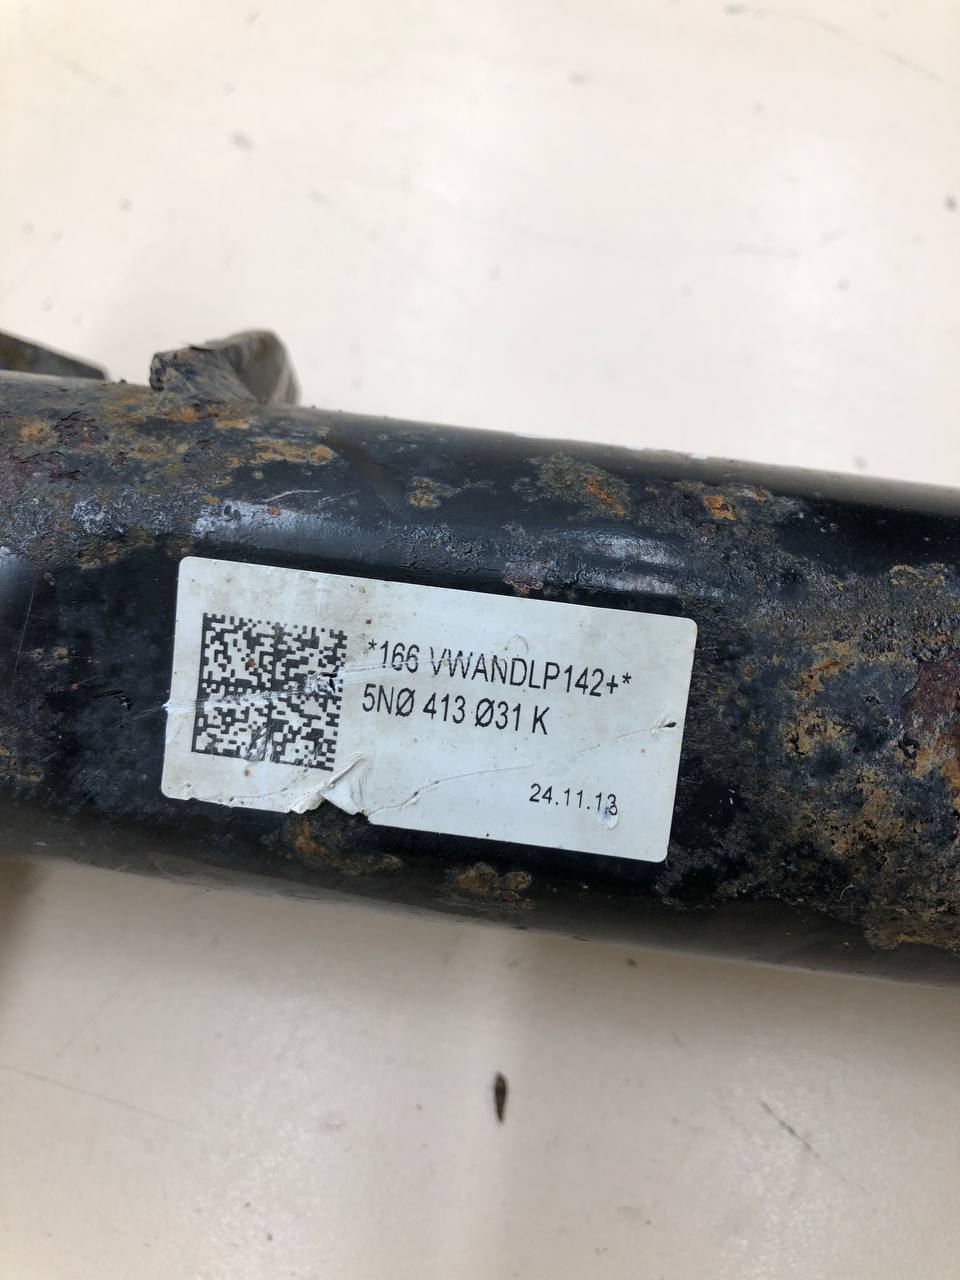 *166 VWANDLP142+*
5NØ 413 Ø31 K
24.11.13